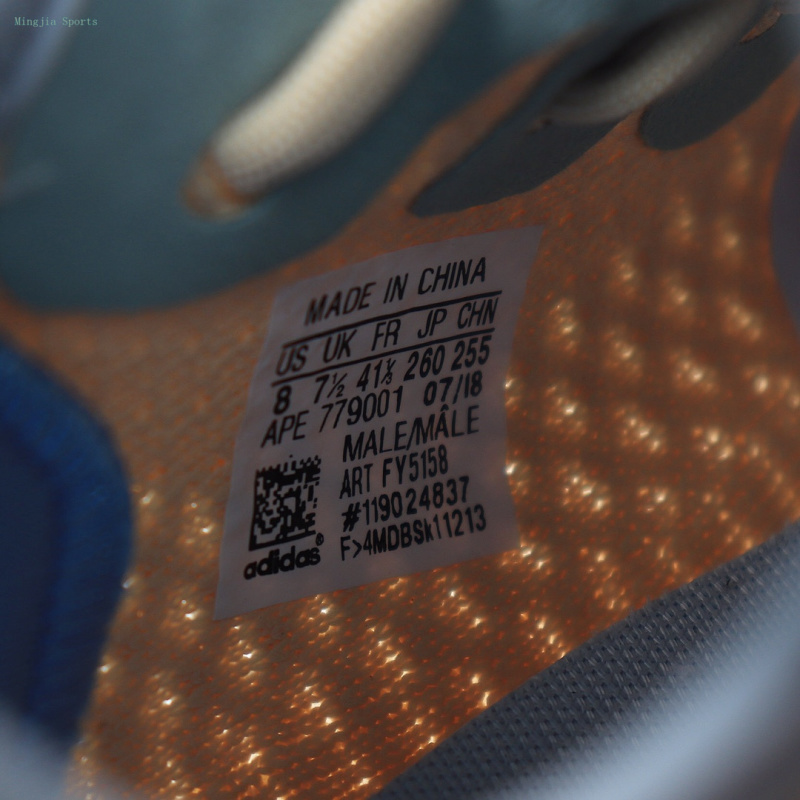 Mingjia Sports
MADE IN CHINA
US UK FR JP CHN
8 7½ 41⅓ 260 255
APE 779001 07/18
MALE/MÂLE
ART FY5158
#119024837
F>4MDBSk11213
adidas®